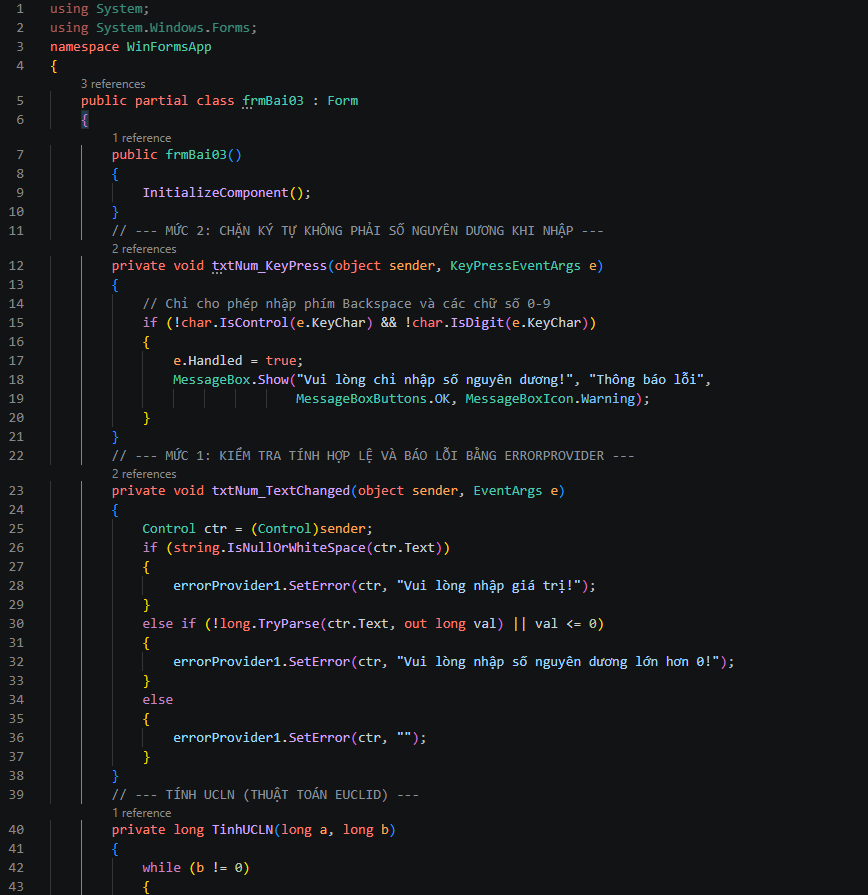 1 using System;
2 using System.Windows.Forms;
3 namespace WinFormsApp
4 {
3 references
5 public partial class frmBai03 : Form
6 {
1 reference
7 public frmBai03()
8 {
9 InitializeComponent();
10 }
11 // --- MỨC 2: CHẶN KÝ TỰ KHÔNG PHẢI SỐ NGUYÊN DƯƠNG KHI NHẬP ---
2 references
12 private void txtNum_KeyPress(object sender, KeyPressEventArgs e)
13 {
14 // Chỉ cho phép nhập phím Backspace và các chữ số 0-9
15 if (!char.IsControl(e.KeyChar) && !char.IsDigit(e.KeyChar))
16 {
17 e.Handled = true;
18 MessageBox.Show("Vui lòng chỉ nhập số nguyên dương!", "Thông báo lỗi",
19 MessageBoxButtons.OK, MessageBoxIcon.Warning);
20 }
21 }
22 // --- MỨC 1: KIỂM TRA TÍNH HỢP LỆ VÀ BÁO LỖI BẰNG ERRORPROVIDER ---
2 references
23 private void txtNum_TextChanged(object sender, EventArgs e)
24 {
25 Control ctr = (Control)sender;
26 if (string.IsNullOrWhiteSpace(ctr.Text))
27 {
28 errorProvider1.SetError(ctr, "Vui lòng nhập giá trị!");
29 }
30 else if (!long.TryParse(ctr.Text, out long val) || val <= 0)
31 {
32 errorProvider1.SetError(ctr, "Vui lòng nhập số nguyên dương lớn hơn 0!");
33 }
34 else
35 {
36 errorProvider1.SetError(ctr, "");
37 }
38 }
39 // --- TÍNH UCLN (THUẬT TOÁN EUCLID) ---
1 reference
40 private long TinhUCLN(long a, long b)
41 {
42 while (b != 0)
43 {